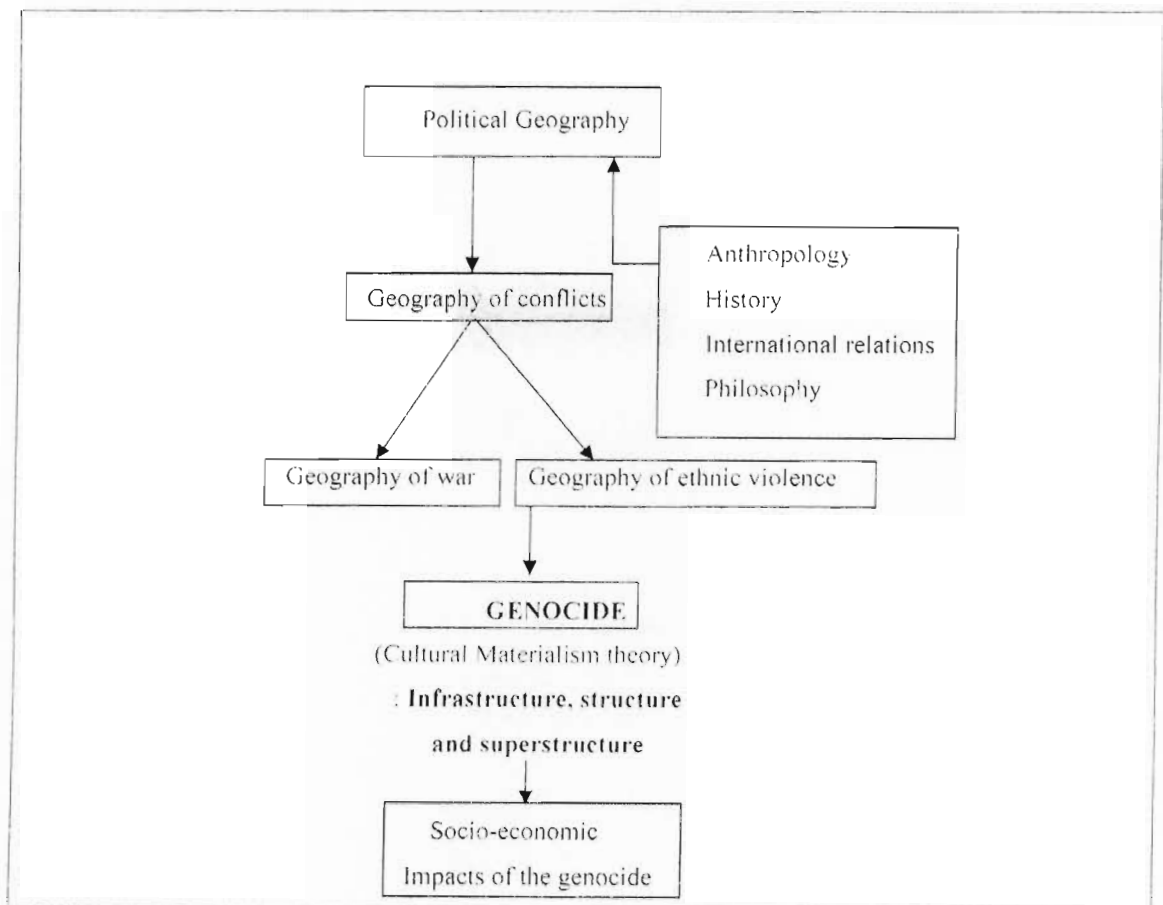 Political Geography
Anthropology
History
International relations
Philosophy
Geography of conflicts
Geography of war
Geography of ethnic violence
GENOCIDE
(Cultural Materialism theory)
: Infrastructure, structure
and superstructure
Socio-economic
Impacts of the genocide